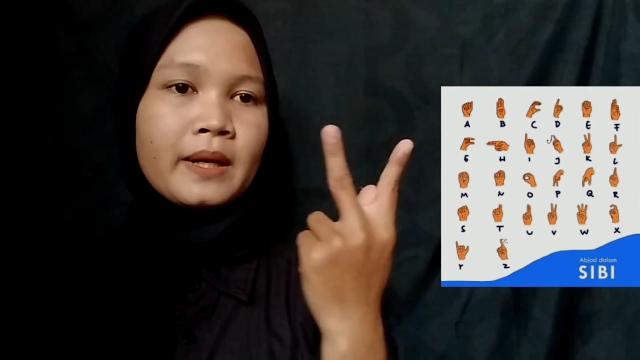 A B C D E F
G H I J K L
M N O P Q R
S T U V W X
Y Z
Abjad dalam
SIBI